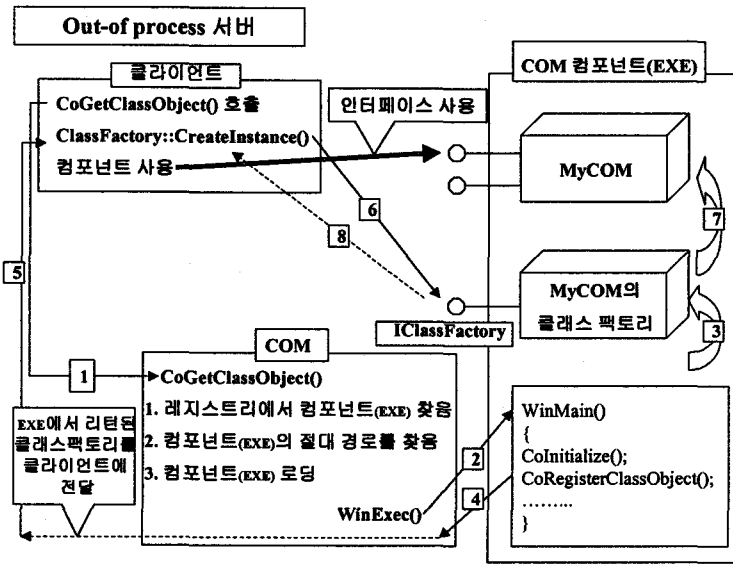 Out-of process 서버
클라이언트
CoGetClassObject() 호출
ClassFactory::CreateInstance()
컴포넌트 사용
인터페이스 사용
COM 컴포넌트(EXE)
MyCOM
7
6
8
5
MyCOM의
클래스 팩토리
3
IClassFactory
COM
1
CoGetClassObject()
1. 레지스트리에서 컴포넌트(EXE) 찾음
2. 컴포넌트(EXE)의 절대 경로를 찾음
3. 컴포넌트(EXE) 로딩
WinExec()
EXE에서 리턴된
클래스팩토리를
클라이언트에
전달
2
4
WinMain()
{
CoInitialize();
CoRegisterClassObject();
.........
}